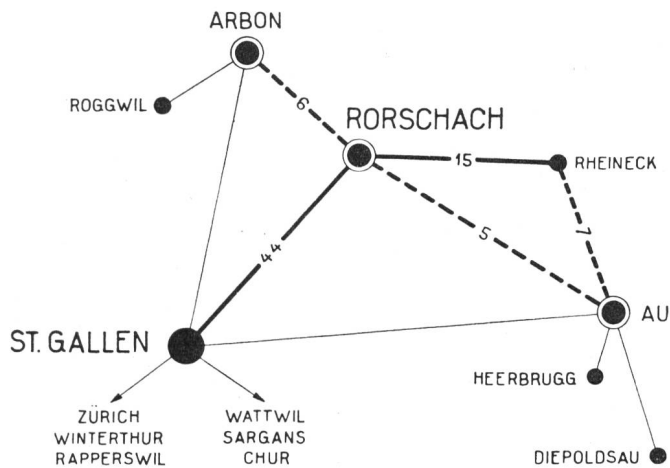 ARBON
ROGGWIL
6
RORSCHACH
15
RHEINECK
44
5
7
AU
ST. GALLEN
HEERBRUGG
ZÜRICH
WINTERTHUR
RAPPERSWIL
WATTWIL
SARGANS
CHUR
DIEPOLDSAU